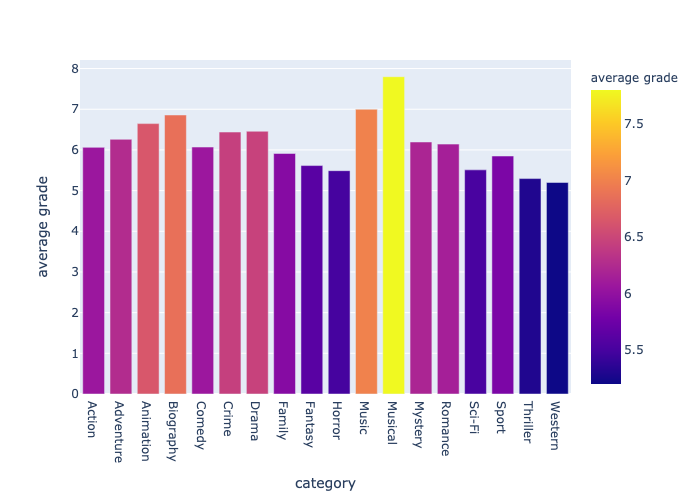 average grade
8
7
6
5
4
3
2
1
0
average grade
7.5
7
6.5
6
5.5
Action
Adventure
Animation
Biography
Comedy
Crime
Drama
Family
Fantasy
Horror
Music
Musical
Mystery
Romance
Sci-Fi
Sport
Thriller
Western
category